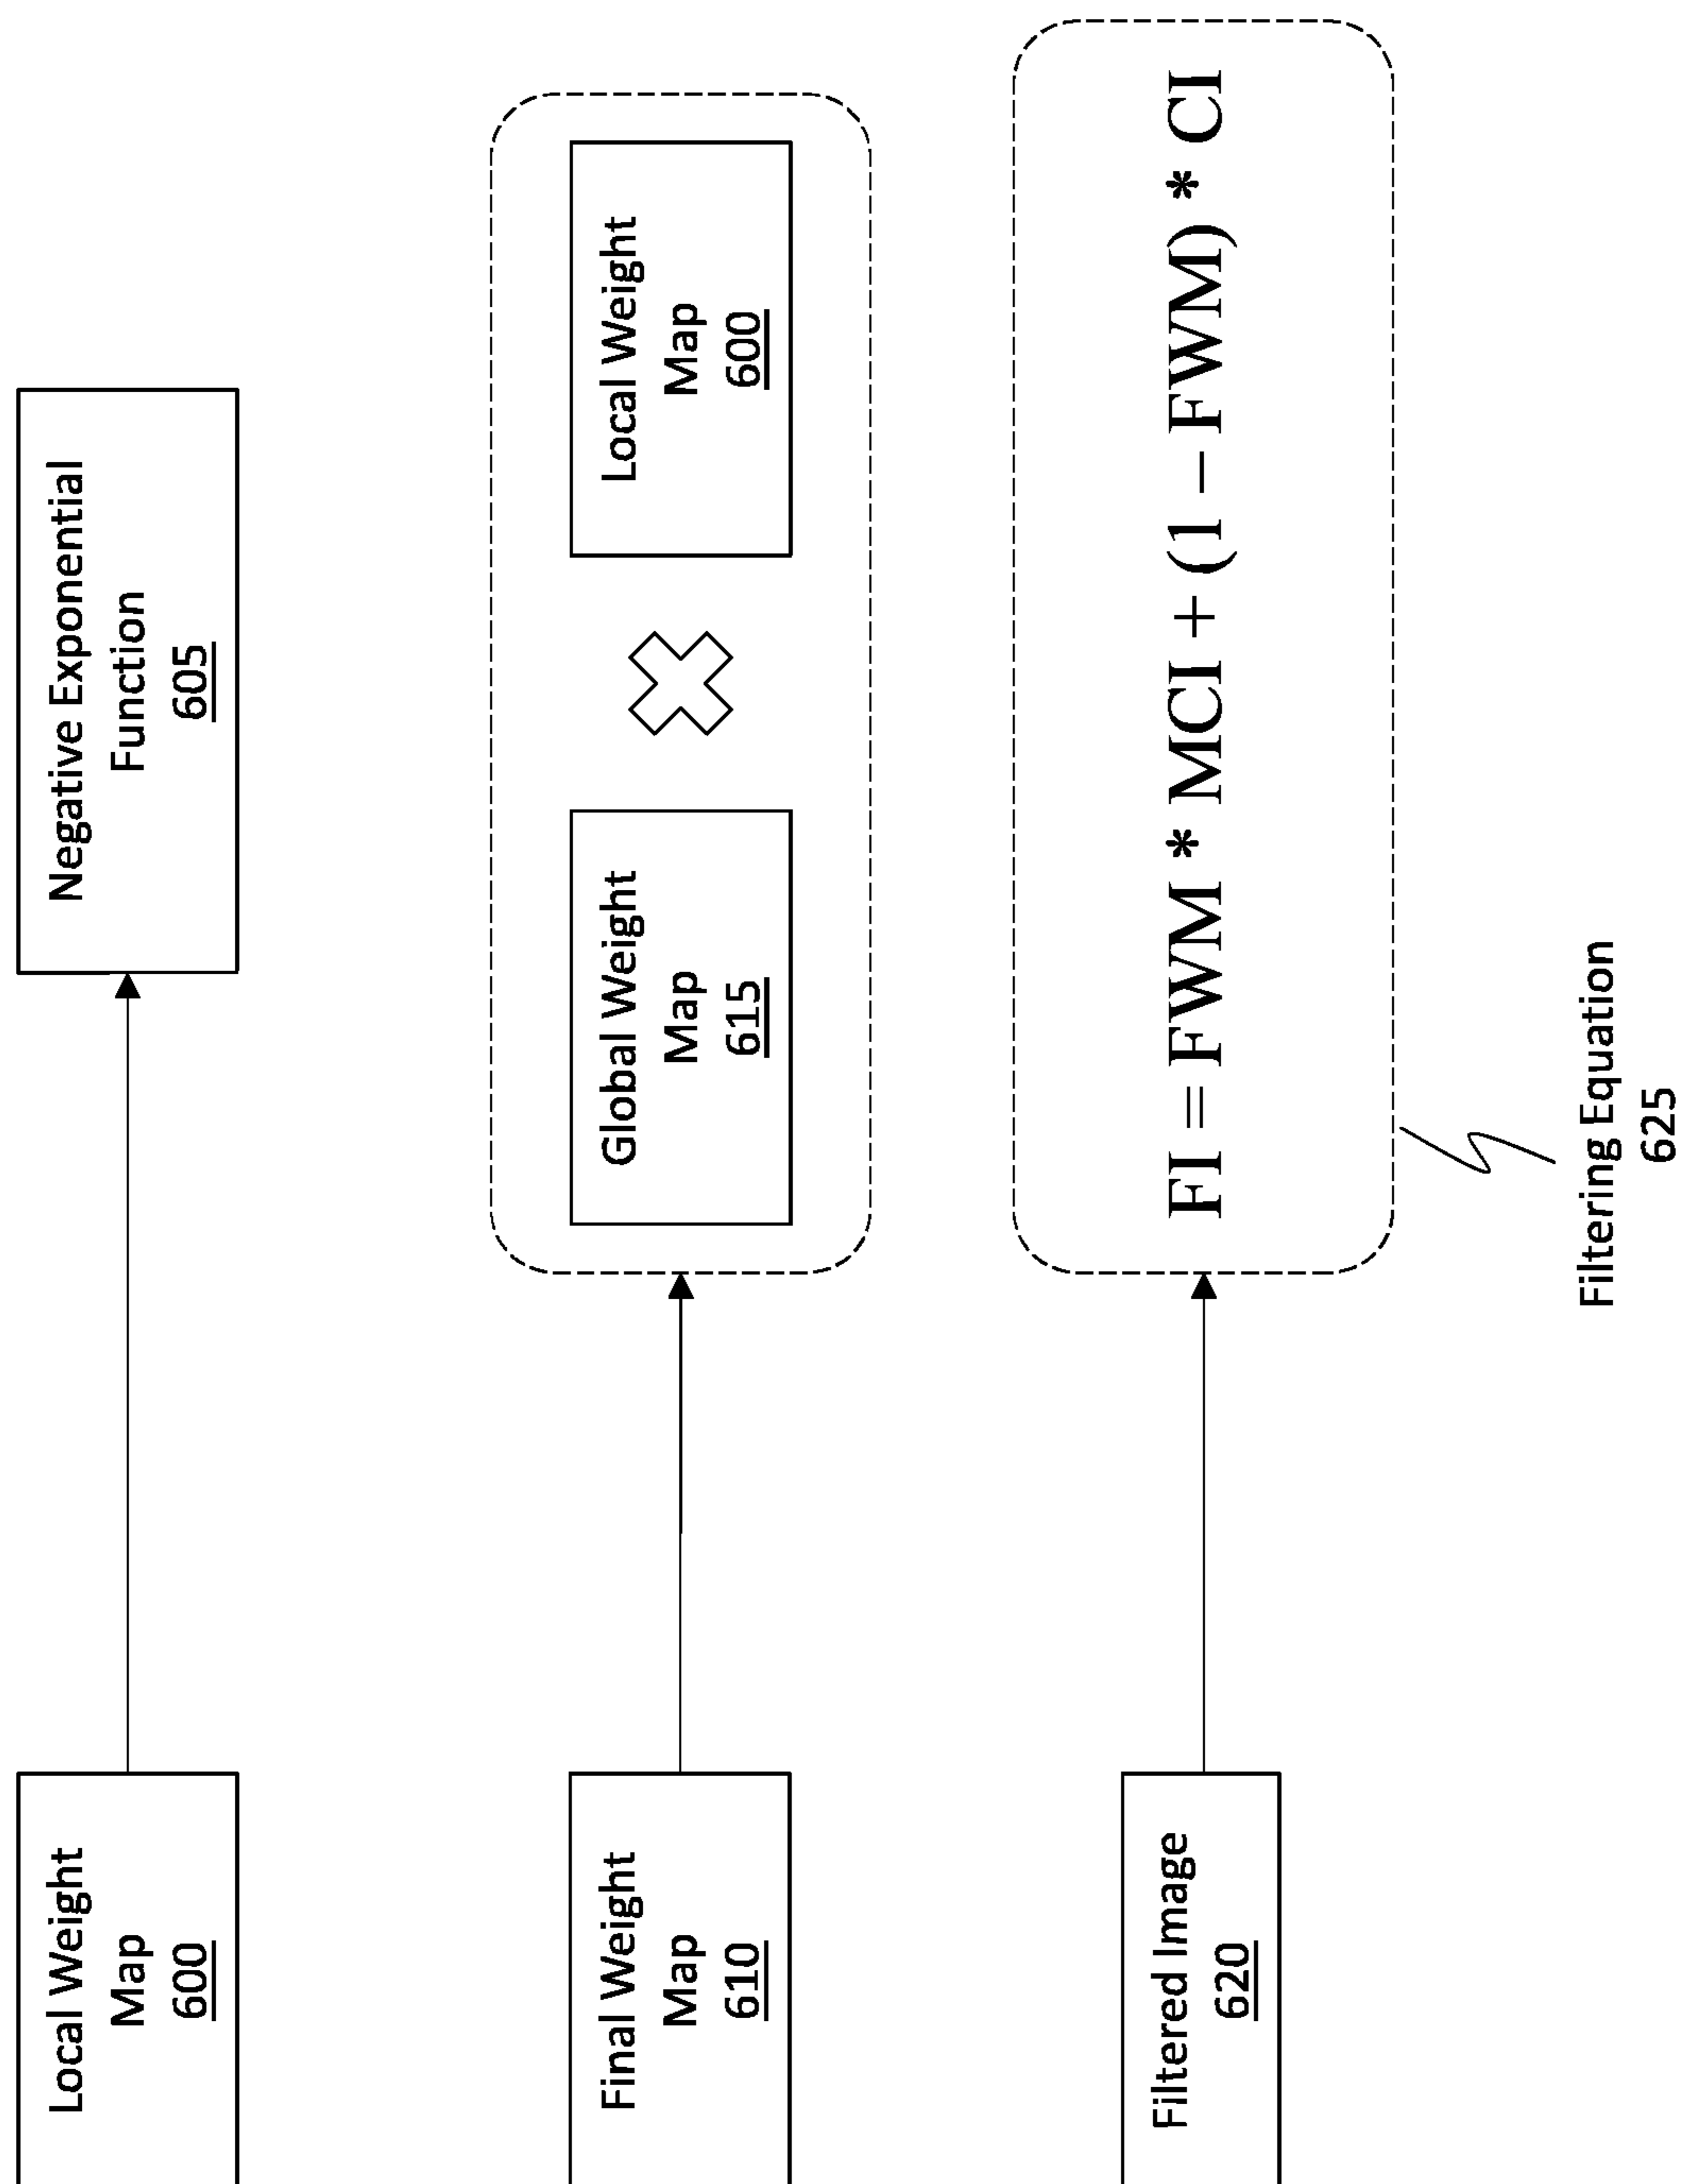 Local Weight
Map
600
Negative Exponential
Function
605
Final Weight
Map
610
Global Weight
Map
615
Local Weight
Map
600
Filtered Image
620
FI = FWM * MCI + (1 − FWM) * CI
Filtering Equation
625